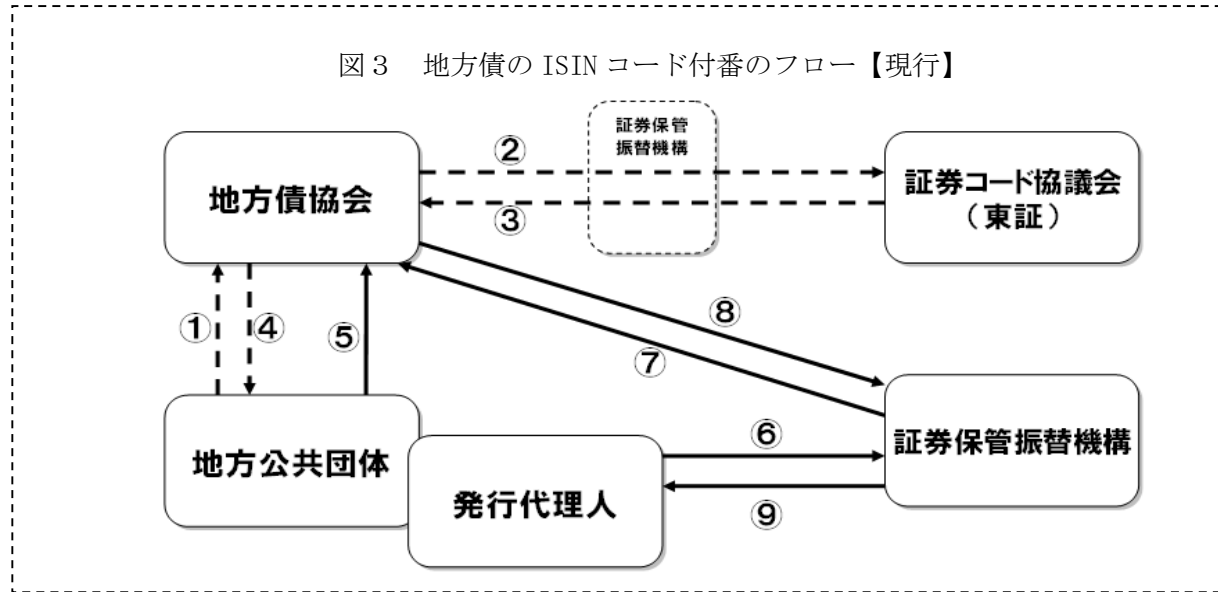 図３　地方債の ISIN コード付番のフロー【現行】
証券保管
振替機構
地方債協会
②
③
証券コード協議会
（東証）
①
④
⑤
⑧
⑦
地方公共団体
発行代理人
⑥
⑨
証券保管振替機構